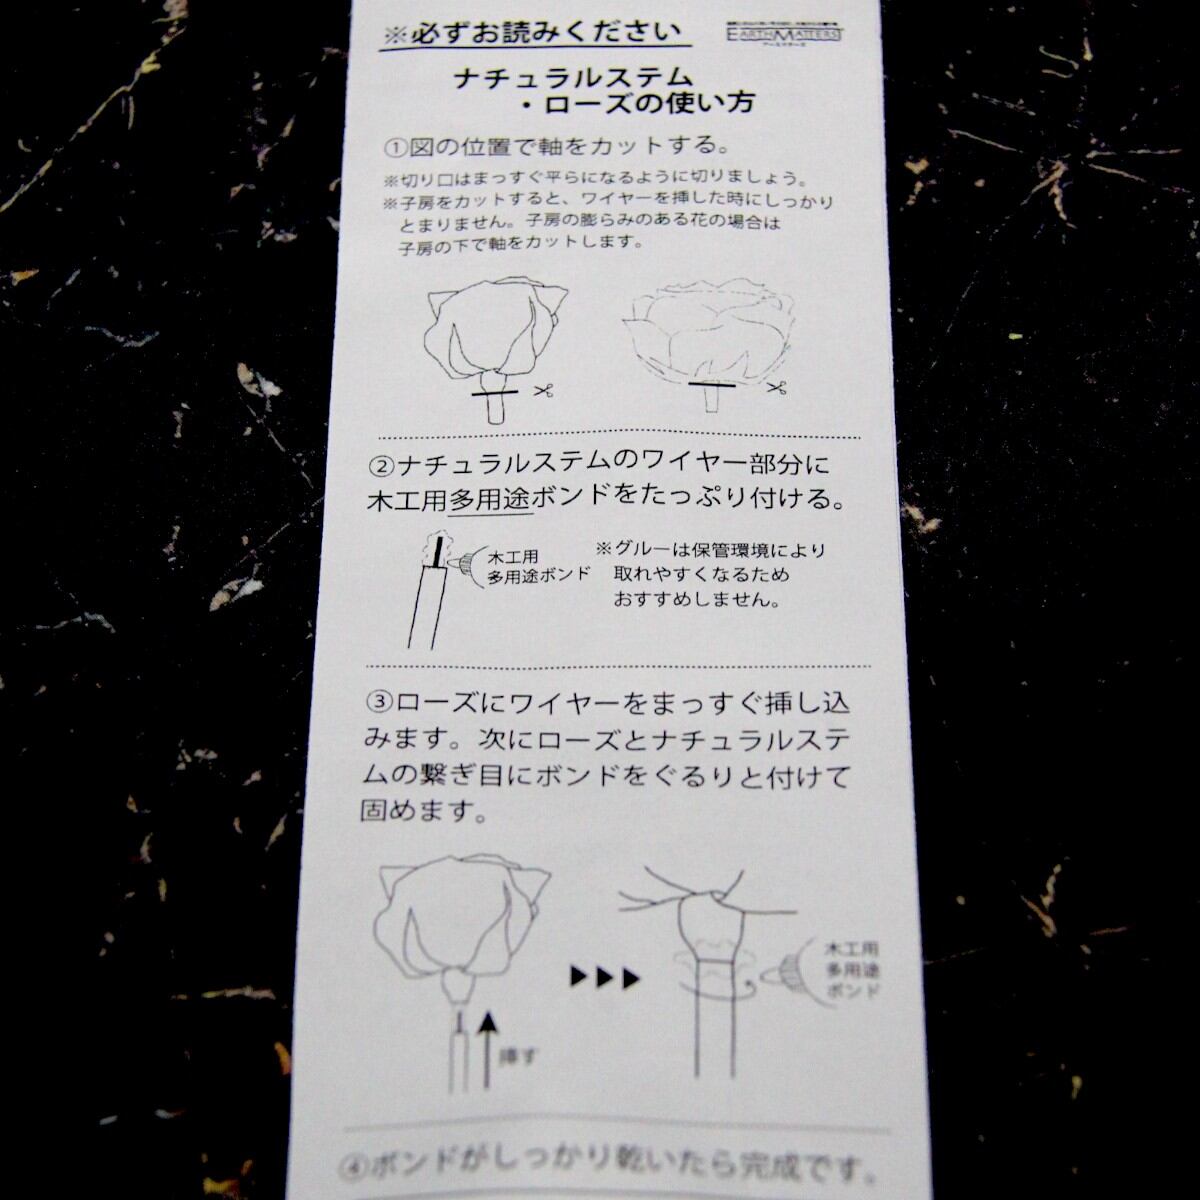 ※必ずお読みください
EARTHMATTERS
アースマターズ
ナチュラルステム
・ローズの使い方
①図の位置で軸をカットする。
※切り口はまっすぐ平らになるように切りましょう。
※子房をカットすると、ワイヤーを挿した時にしっかり
とまりません。子房の膨らみのある花の場合は
子房の下で軸をカットします。
②ナチュラルステムのワイヤー部分に
木工用多用途ボンドをたっぷり付ける。
木工用
多用途ボンド
※グルーは保管環境により
取れやすくなるため
おすすめしません。
③ローズにワイヤーをまっすぐ挿し込
みます。次にローズとナチュラルステ
ムの繋ぎ目にボンドをぐるりと付けて
固めます。
挿す
木工用
多用途
ボンド
④ボンドがしっかり乾いたら完成です。